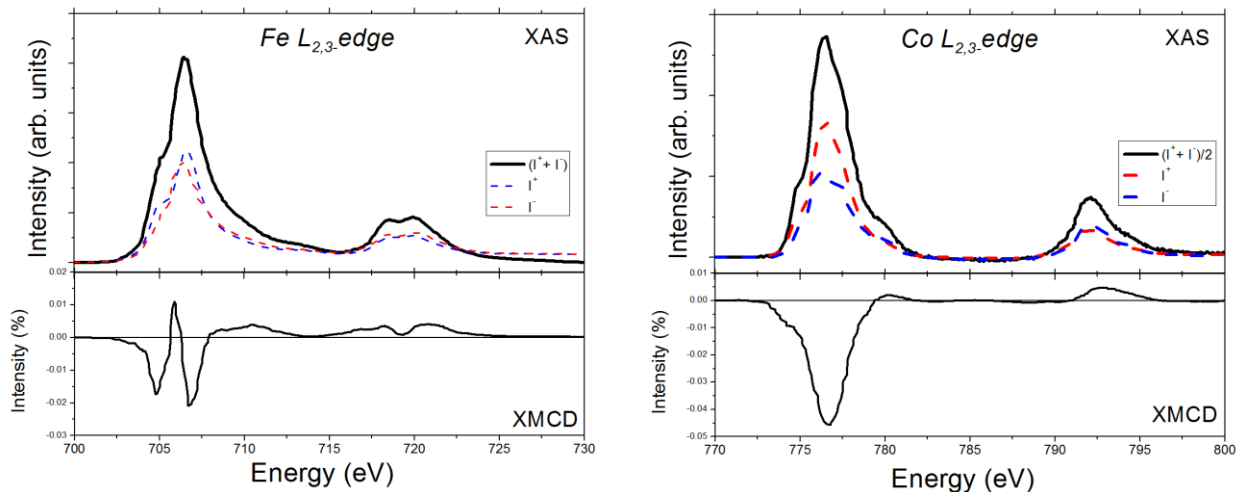 Fe L2,3-edge
XAS
Intensity (arb. units)
(I+ + I-)
I+
I-
0.02
0.01
0.00
-0.01
-0.02
-0.03
Intensity (%)
XMCD
700 705 710 715 720 725 730
Energy (eV)
Co L2,3-edge
XAS
Intensity (arb. units)
(I+ + I-)/2
I+
I-
0.01
0.00
-0.01
-0.02
-0.03
-0.04
-0.05
Intensity (%)
XMCD
770 775 780 785 790 795 800
Energy (eV)